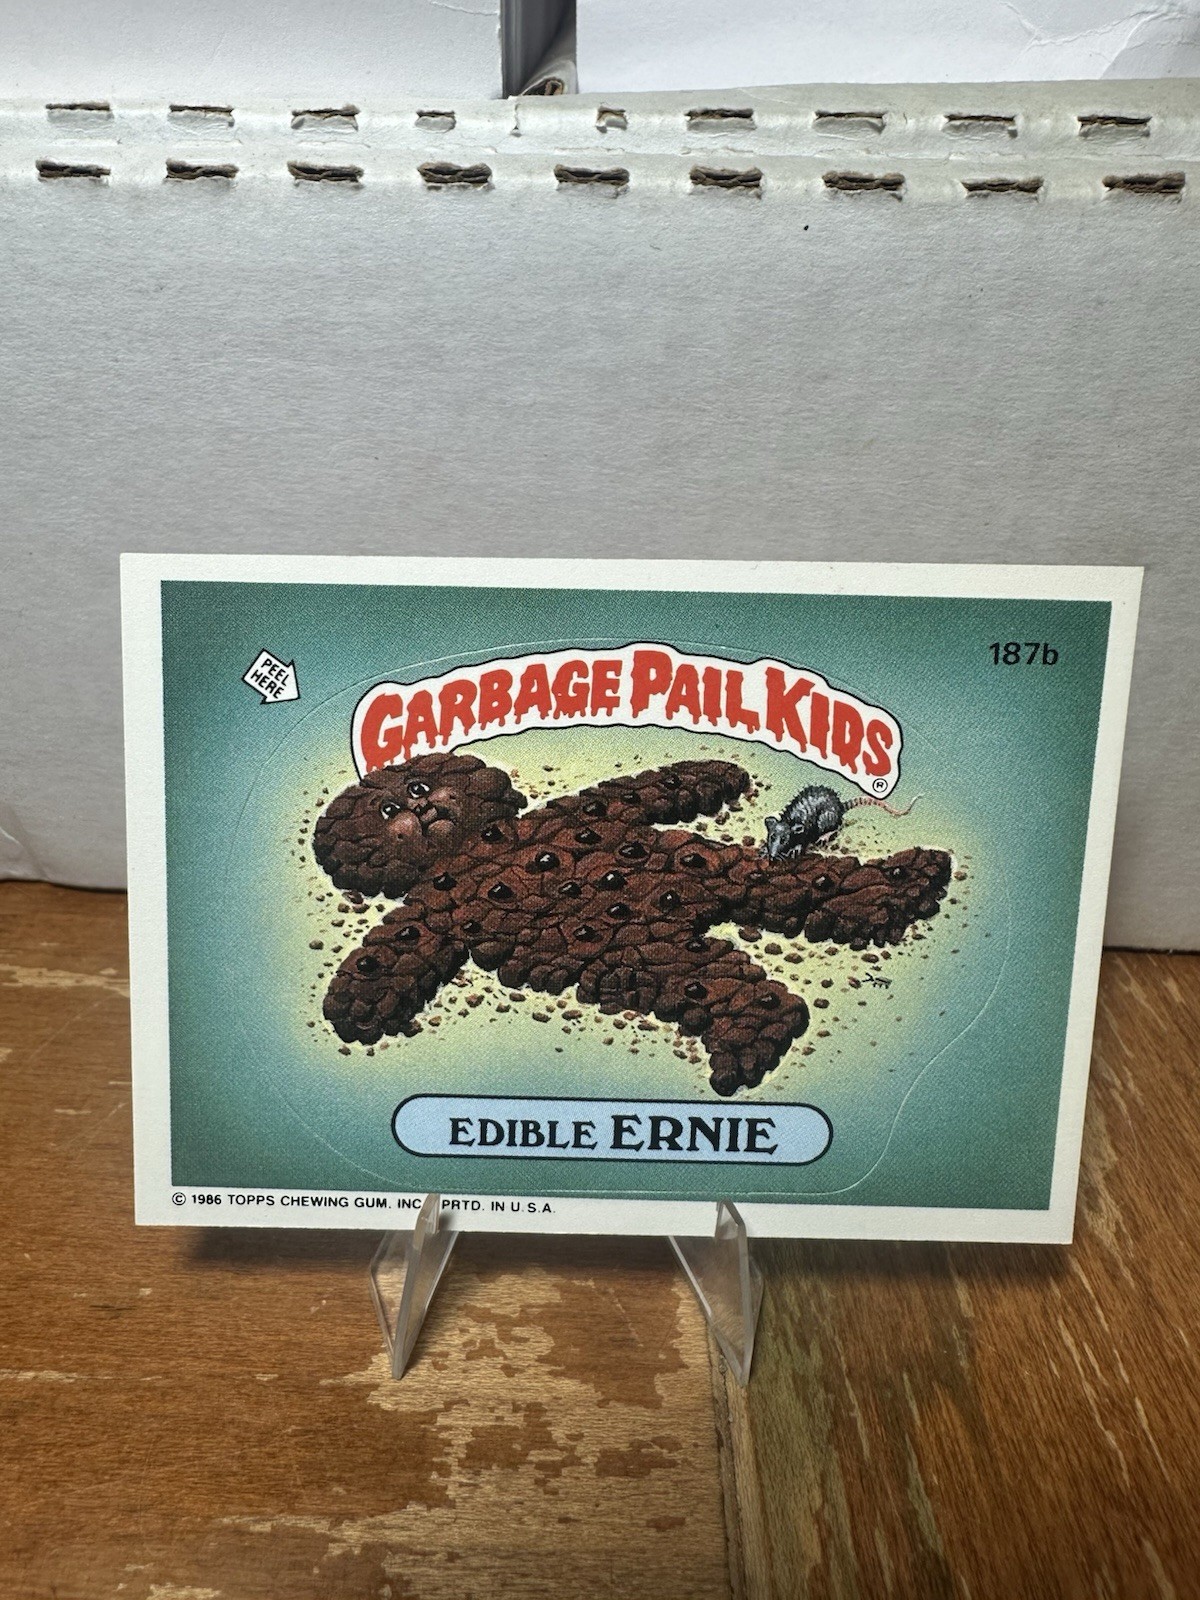 187b
PEEL
HERE
GARBAGE PAIL KIDS
®
EDIBLE ERNIE
© 1986 TOPPS CHEWING GUM. INC. PRTD. IN U.S.A.